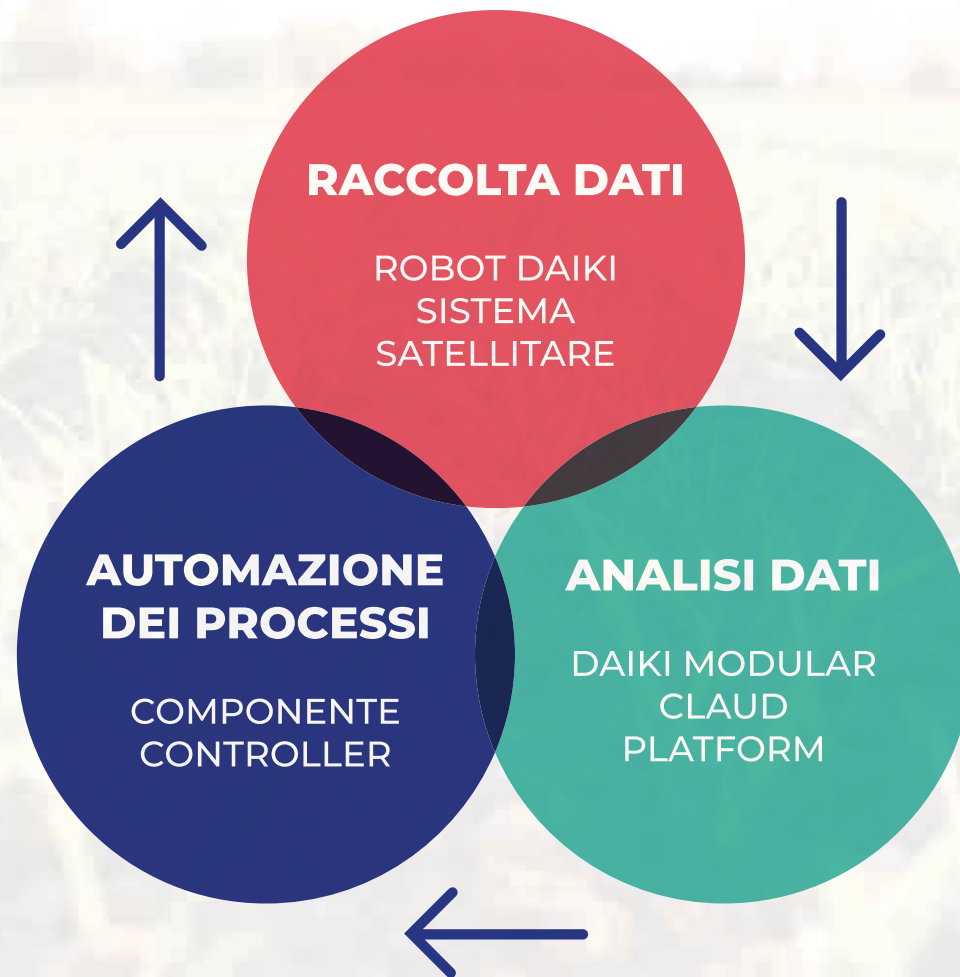 RACCOLTA DATI
ROBOT DAIKI
SISTEMA
SATELLITARE
AUTOMAZIONE
DEI PROCESSI
COMPONENTE
CONTROLLER
ANALISI DATI
DAIKI MODULAR
CLAUD
PLATFORM